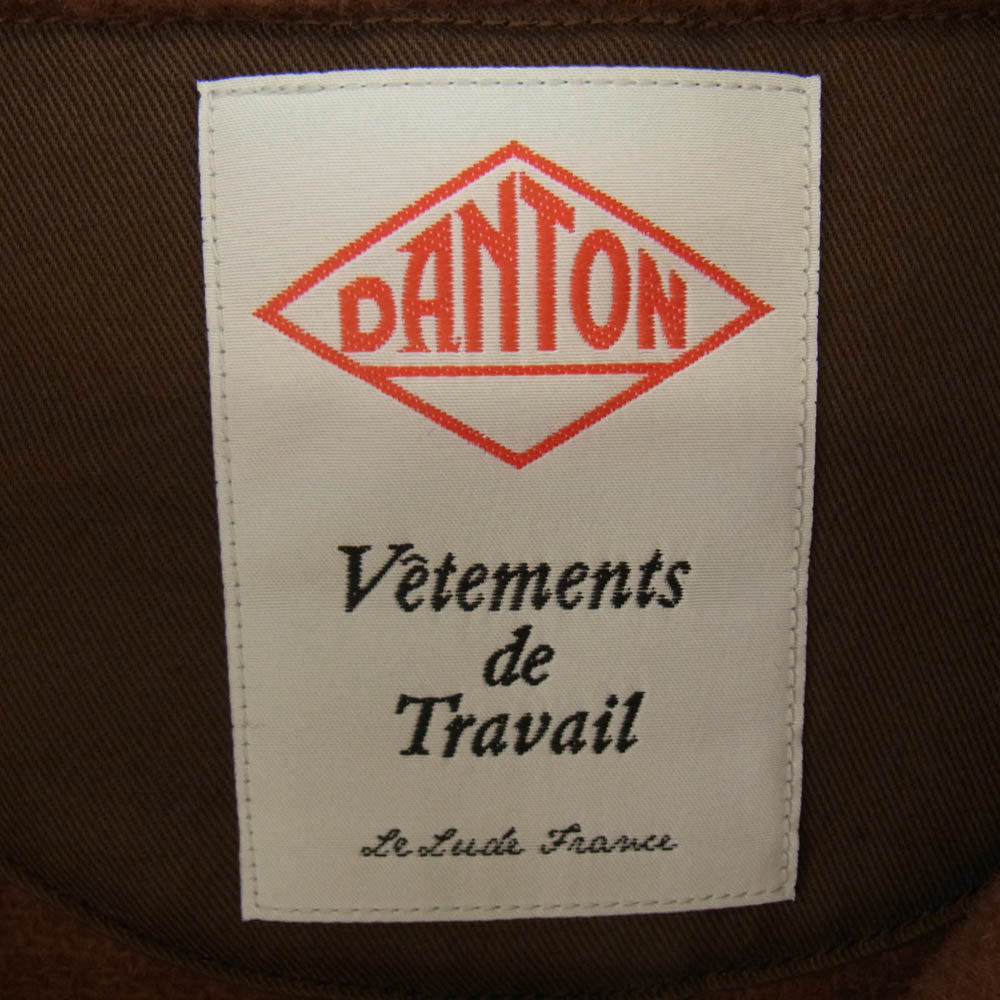 DANTON
Vêtements
de
Travail
Le Lude France